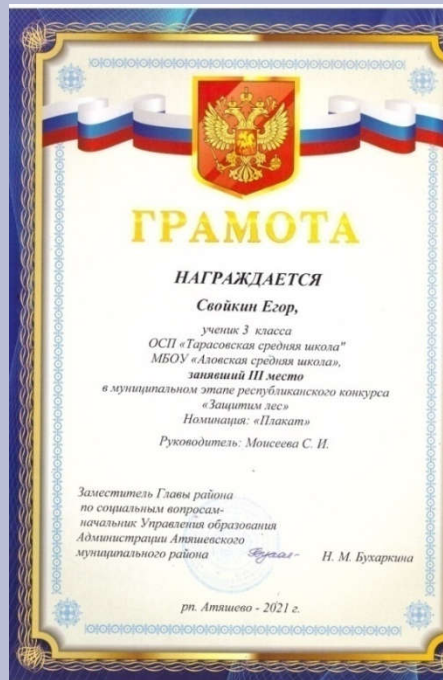 ГРАМОТА
НАГРАЖДАЕТСЯ
Свойкин Егор,
ученик 3 класса
ОСП «Тарасовская средняя школа"
МБОУ «Аловская средняя школа»,
занявший III место
в муниципальном этапе республиканского конкурса
«Защитим лес»
Номинация: «Плакат»
Руководитель: Моисеева С. И.
Заместитель Главы района
по социальным вопросам-
начальник Управления образования
Администрации Атяшевского
муниципального района Н. М. Бухаркина
рп. Атяшево - 2021 г.